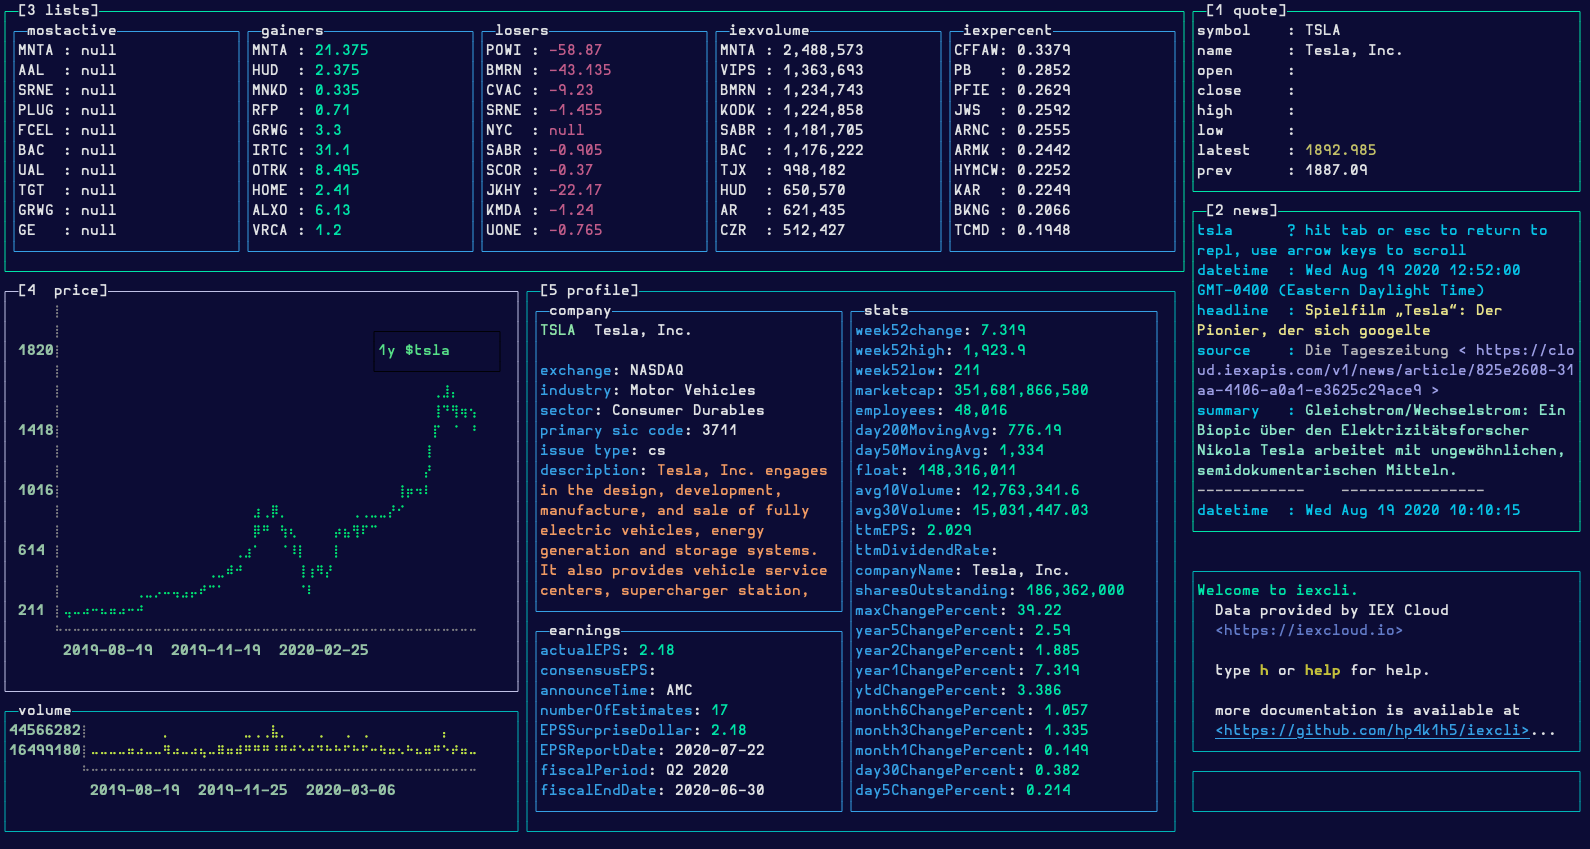 [3 lists]
mostactive
MNTA : null
AAL : null
SRNE : null
PLUG : null
FCEL : null
BAC : null
UAL : null
TGT : null
GRWG : null
GE : null
gainers
MNTA : 21.375
HUD : 2.375
MNKD : 0.335
RFP : 0.71
GRWG : 3.3
IRTC : 31.1
OTRK : 8.495
HOME : 2.41
ALXO : 6.13
VRCA : 1.2
losers
POWI : -58.87
BMRN : -43.135
CVAC : -9.23
SRNE : -1.455
NYC : null
SABR : -0.905
SCOR : -0.37
JKHY : -22.17
KMDA : -1.24
UONE : -0.765
iexvolume
MNTA : 2,488,573
VIPS : 1,363,693
BMRN : 1,234,743
KODK : 1,224,858
SABR : 1,181,705
BAC : 1,176,222
TJX : 998,182
HUD : 650,570
AR : 621,435
CZR : 512,427
iexpercent
CFFAW: 0.3379
PB : 0.2852
PFIE : 0.2629
JWS : 0.2592
ARNC : 0.2555
ARMK : 0.2442
HYMCW: 0.2252
KAR : 0.2249
BKNG : 0.2066
TCMD : 0.1948
[1 quote]
symbol : TSLA
name : Tesla, Inc.
open :
close :
high :
low :
latest : 1892.985
prev : 1887.09
[2 news]
tsla ? hit tab or esc to return to
repl, use arrow keys to scroll
datetime : Wed Aug 19 2020 12:52:00
GMT-0400 (Eastern Daylight Time)
headline : Spielfilm „Tesla“: Der
Pionier, der sich googelte
source : Die Tageszeitung < https://clo
ud.iexapis.com/v1/news/article/825e2608-31
aa-4106-a0a1-e3625c29ace9 >
summary : Gleichstrom/Wechselstrom: Ein
Biopic über den Elektrizitätsforscher
Nikola Tesla arbeitet mit ungewöhnlichen,
semidokumentarischen Mitteln.
------------ ----------------
datetime : Wed Aug 19 2020 10:10:15
[4 price]
1y $tsla
1820
1418
1016
614
211
2019-08-19 2019-11-19 2020-02-25
volume
44566282
16499180
2019-08-19 2019-11-25 2020-03-06
[5 profile]
company
TSLA Tesla, Inc.
exchange: NASDAQ
industry: Motor Vehicles
sector: Consumer Durables
primary sic code: 3711
issue type: cs
description: Tesla, Inc. engages
in the design, development,
manufacture, and sale of fully
electric vehicles, energy
generation and storage systems.
It also provides vehicle service
centers, supercharger station,
earnings
actualEPS: 2.18
consensusEPS:
announceTime: AMC
numberOfEstimates: 17
EPSSurpriseDollar: 2.18
EPSReportDate: 2020-07-22
fiscalPeriod: Q2 2020
fiscalEndDate: 2020-06-30
stats
week52change: 7.319
week52high: 1,923.9
week52low: 211
marketcap: 351,681,866,580
employees: 48,016
day200MovingAvg: 776.19
day50MovingAvg: 1,334
float: 148,316,011
avg10Volume: 12,763,341.6
avg30Volume: 15,031,447.03
ttmEPS: 2.029
ttmDividendRate:
companyName: Tesla, Inc.
sharesOutstanding: 186,362,000
maxChangePercent: 39.22
year5ChangePercent: 2.59
year2ChangePercent: 1.885
year1ChangePercent: 7.319
ytdChangePercent: 3.386
month6ChangePercent: 1.057
month3ChangePercent: 1.335
month1ChangePercent: 0.149
day30ChangePercent: 0.382
day5ChangePercent: 0.214
Welcome to iexcli.
Data provided by IEX Cloud
<https://iexcloud.io>
type h or help for help.
more documentation is available at
<https://github.com/hp4k1h5/iexcli>...